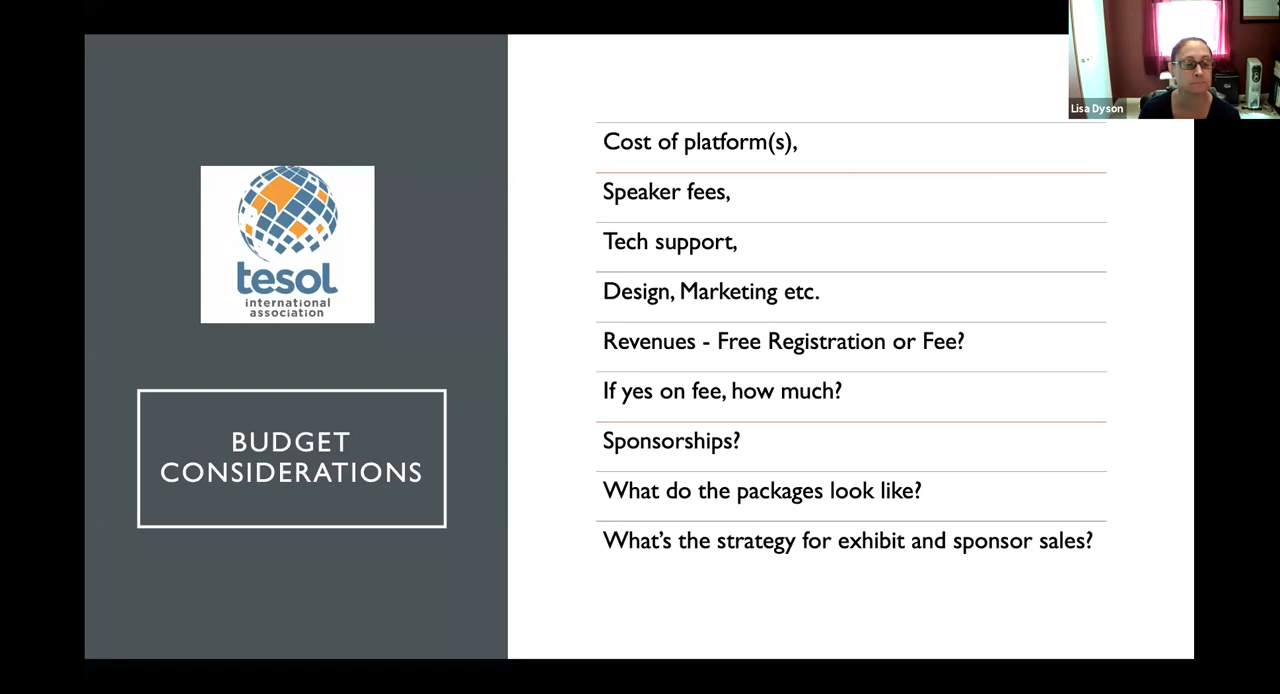 tesol
international
association
BUDGET
CONSIDERATIONS
Cost of platform(s),
Speaker fees,
Tech support,
Design, Marketing etc.
Revenues - Free Registration or Fee?
If yes on fee, how much?
Sponsorships?
What do the packages look like?
What’s the strategy for exhibit and sponsor sales?
Lisa Dyson